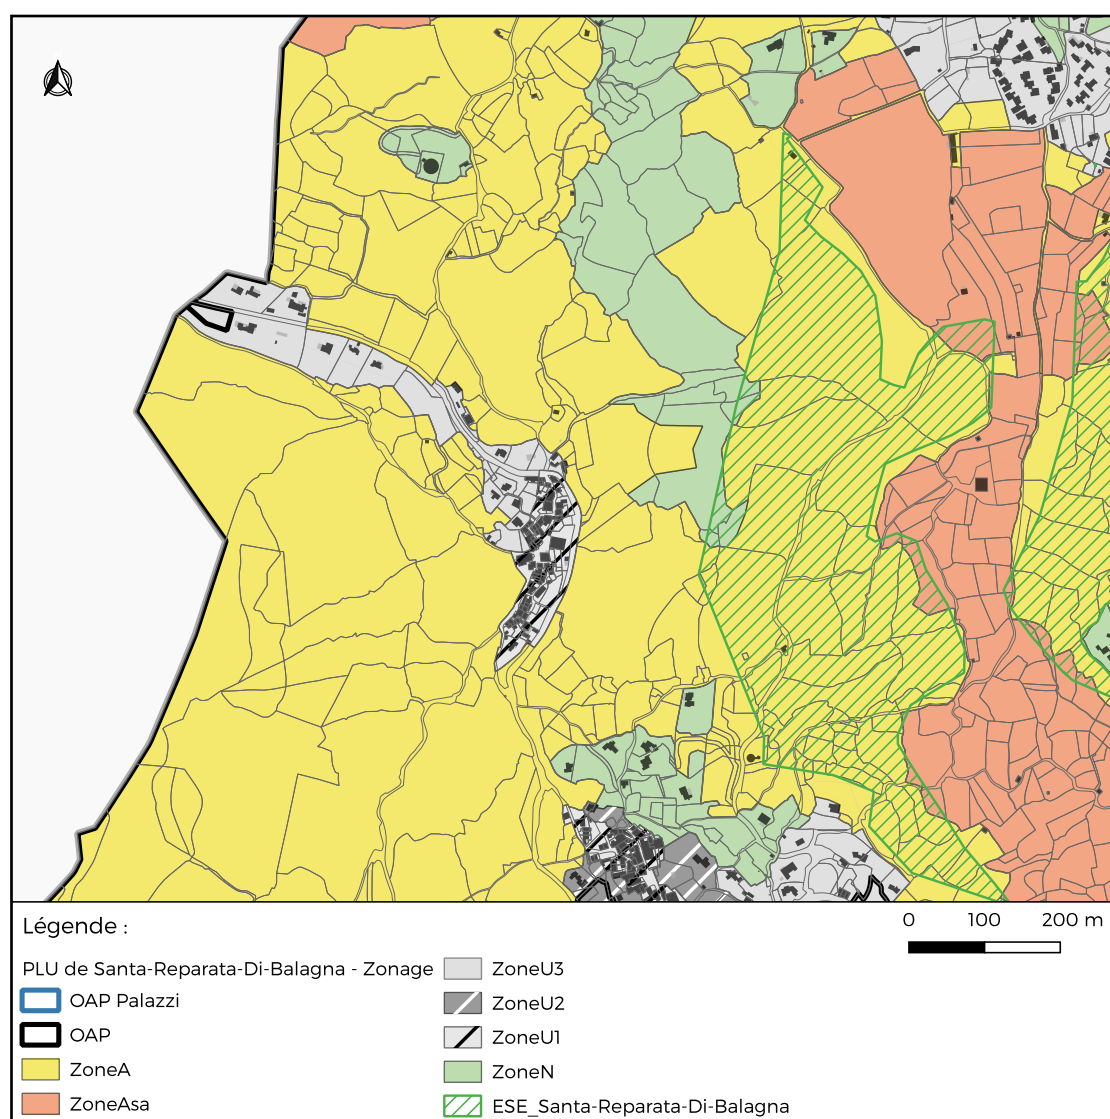 Légende :
0 100 200 m
PLU de Santa-Reparata-Di-Balagna - Zonage
OAP Palazzi
OAP
ZoneA
ZoneAsa
ZoneU3
ZoneU2
ZoneU1
ZoneN
ESE_Santa-Reparata-Di-Balagna